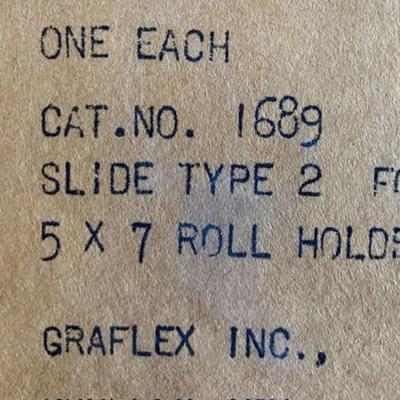 ONE EACH
CAT.NO. 1689
SLIDE TYPE 2
5 X 7 ROLL
GRAFLEX INC.,